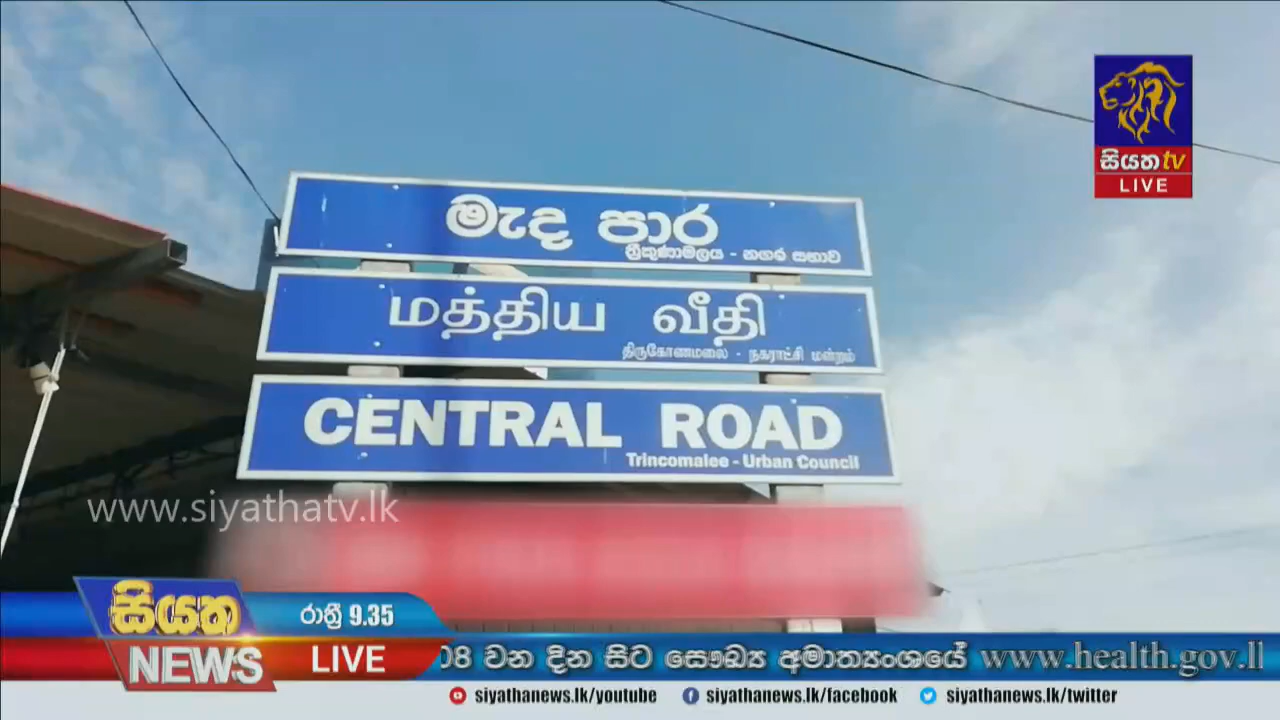 සියත tv
LIVE
මැද පාර
ත්‍රිකුණාමලය - නගර සභාව
மத்திய வீதி
திருகோணமலை - நகராட்சி மன்றம்
CENTRAL ROAD
Trincomalee - Urban Council
www.siyathatv.lk
සියත
NEWS
රාත්‍රී 9.35
LIVE
08 වන දින සිට සෞඛ්‍ය අමාත්‍යංශයේ www.health.gov.ll
siyathanews.lk/youtube siyathanews.lk/facebook siyathanews.lk/twitter